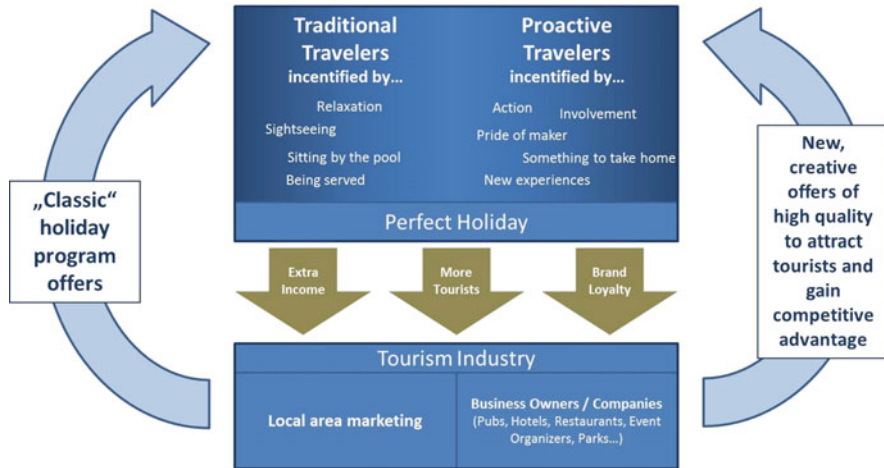 Traditional
Travelers
incentified by...
Relaxation
Sightseeing
Sitting by the pool
Being served
Proactive
Travelers
incentified by...
Action
Involvement
Pride of maker
Something to take home
New experiences
Perfect Holiday
„Classic“
holiday
program
offers
New,
creative
offers of
high quality
to attract
tourists and
gain
competitive
advantage
Extra
Income
More
Tourists
Brand
Loyalty
Tourism Industry
Local area marketing
Business Owners / Companies
(Pubs, Hotels, Restaurants, Event
Organizers, Parks...)